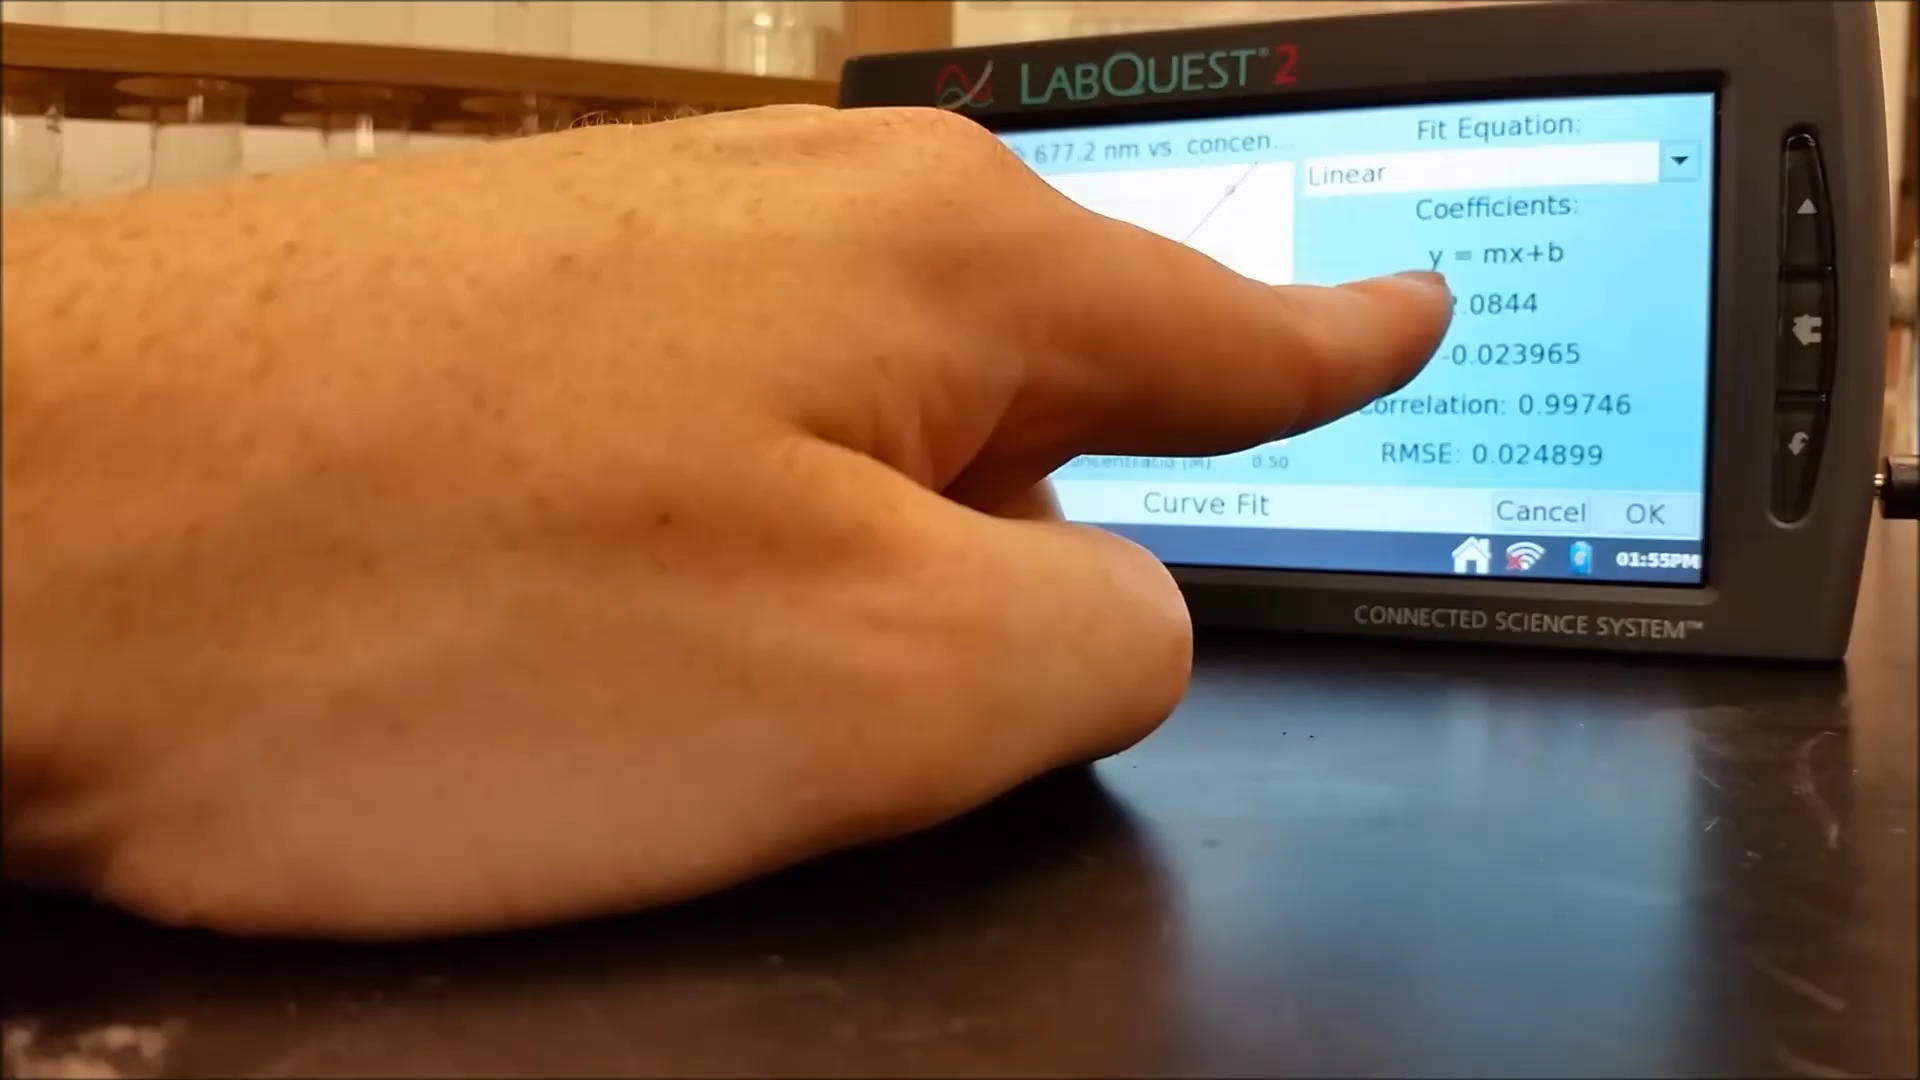 LABQUEST® 2
677.2 nm vs. concen...
Fit Equation:
Linear
Coefficients:
y = mx+b
.0844
-0.023965
Correlation: 0.99746
RMSE: 0.024899
(M) 0.50
Curve Fit
Cancel
OK
01:55PM
CONNECTED SCIENCE SYSTEM™